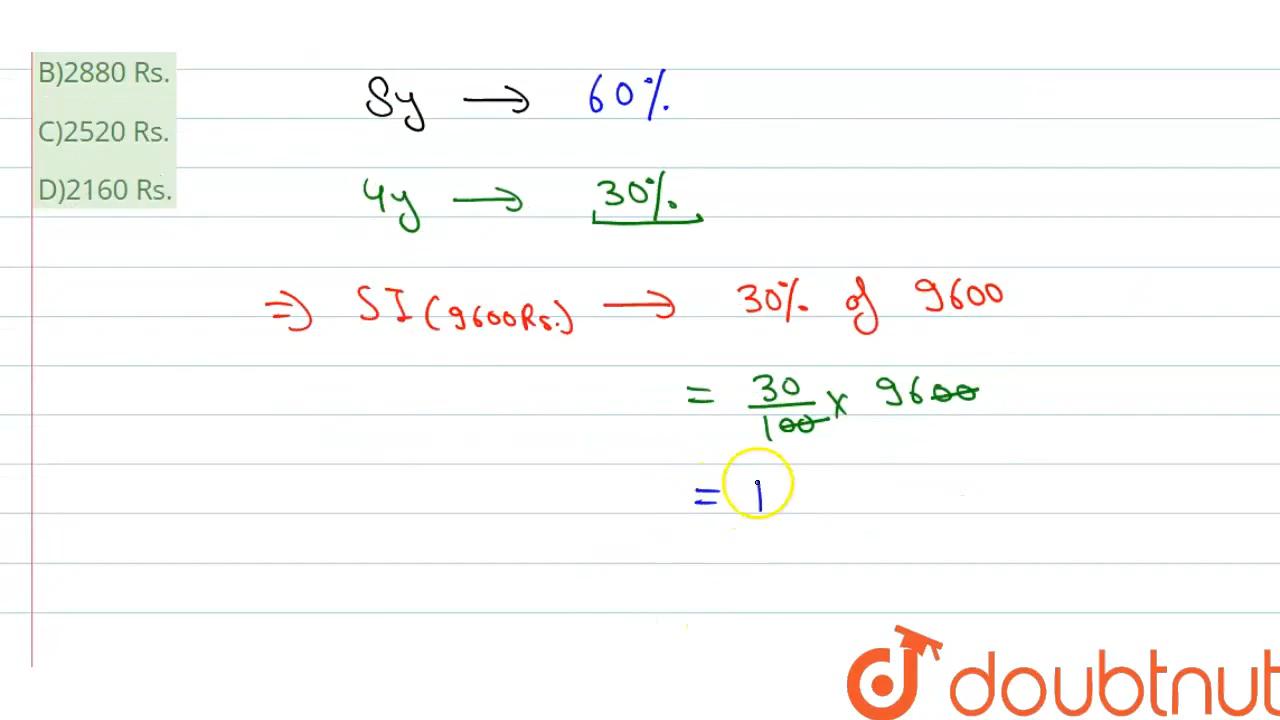 B)2880 Rs.
C)2520 Rs.
D)2160 Rs.
8y → 60%
4y → 30%
⇒ SI (9600Rs.) → 30% of 9600
= 30/100 × 9600
= 1
doubtnut